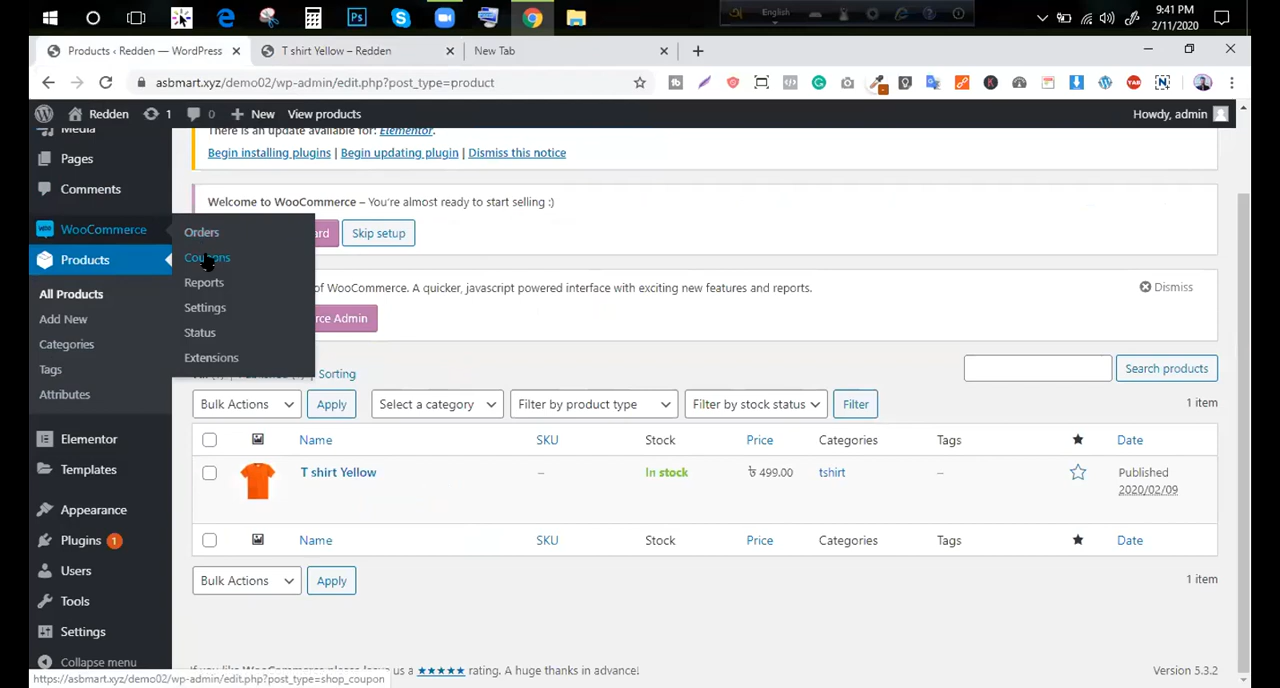 English
9:41 PM
2/11/2020
Products ‹ Redden — WordPress
T shirt Yellow – Redden
New Tab
asbmart.xyz/demo02/wp-admin/edit.php?post_type=product
Redden
1
0
New
View products
Howdy, admin
Media
Pages
Comments
WooCommerce
Products
All Products
Add New
Categories
Tags
Attributes
Elementor
Templates
Appearance
Plugins 1
Users
Tools
Settings
Collapse menu
Orders
Coupons
Reports
Settings
Status
Extensions
There is an update available for: Elementor.
Begin installing plugins | Begin updating plugin | Dismiss this notice
Welcome to WooCommerce – You're almost ready to start selling :)
Skip setup
of WooCommerce. A quicker, javascript powered interface with exciting new features and reports.
Dismiss
Admin
Sorting
Search products
Bulk Actions
Apply
Select a category
Filter by product type
Filter by stock status
Filter
1 item
Name
SKU
Stock
Price
Categories
Tags
Date
T shirt Yellow
–
In stock
৳ 499.00
tshirt
–
Published
2020/02/09
Name
SKU
Stock
Price
Categories
Tags
Date
Bulk Actions
Apply
1 item
If you like WooCommerce please leave us a ★★★★★ rating. A huge thanks in advance!
Version 5.3.2
https://asbmart.xyz/demo02/wp-admin/edit.php?post_type=shop_coupon